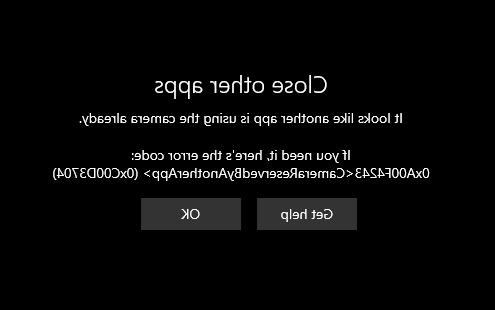 Close other apps
It looks like another app is using the camera already.
If you need it, here's the error code:
0xA00F4243<CameraReservedByAnotherApp> (0xC00D3704)
Get help
OK